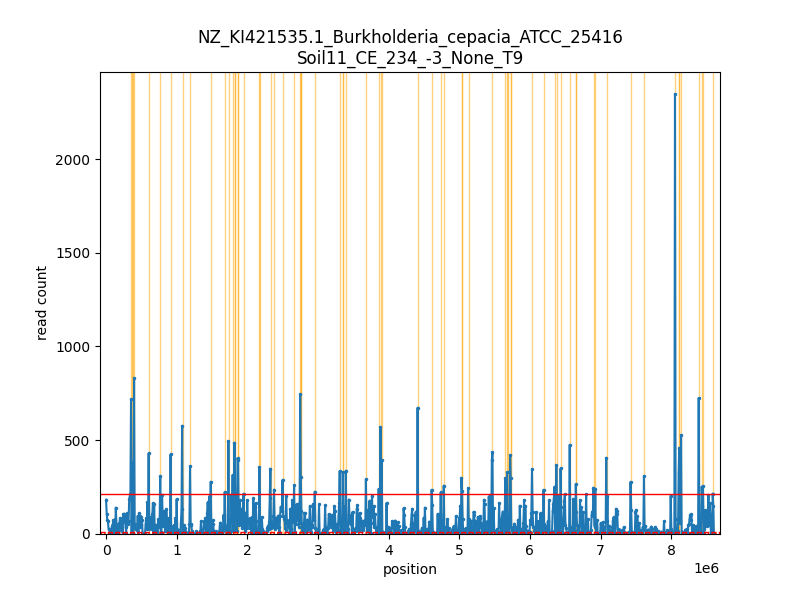 NZ_KI421535.1_Burkholderia_cepacia_ATCC_25416
Soil11_CE_234_-3_None_T9
read count
2000
1500
1000
500
0
0 1 2 3 4 5 6 7 8
1e6
position